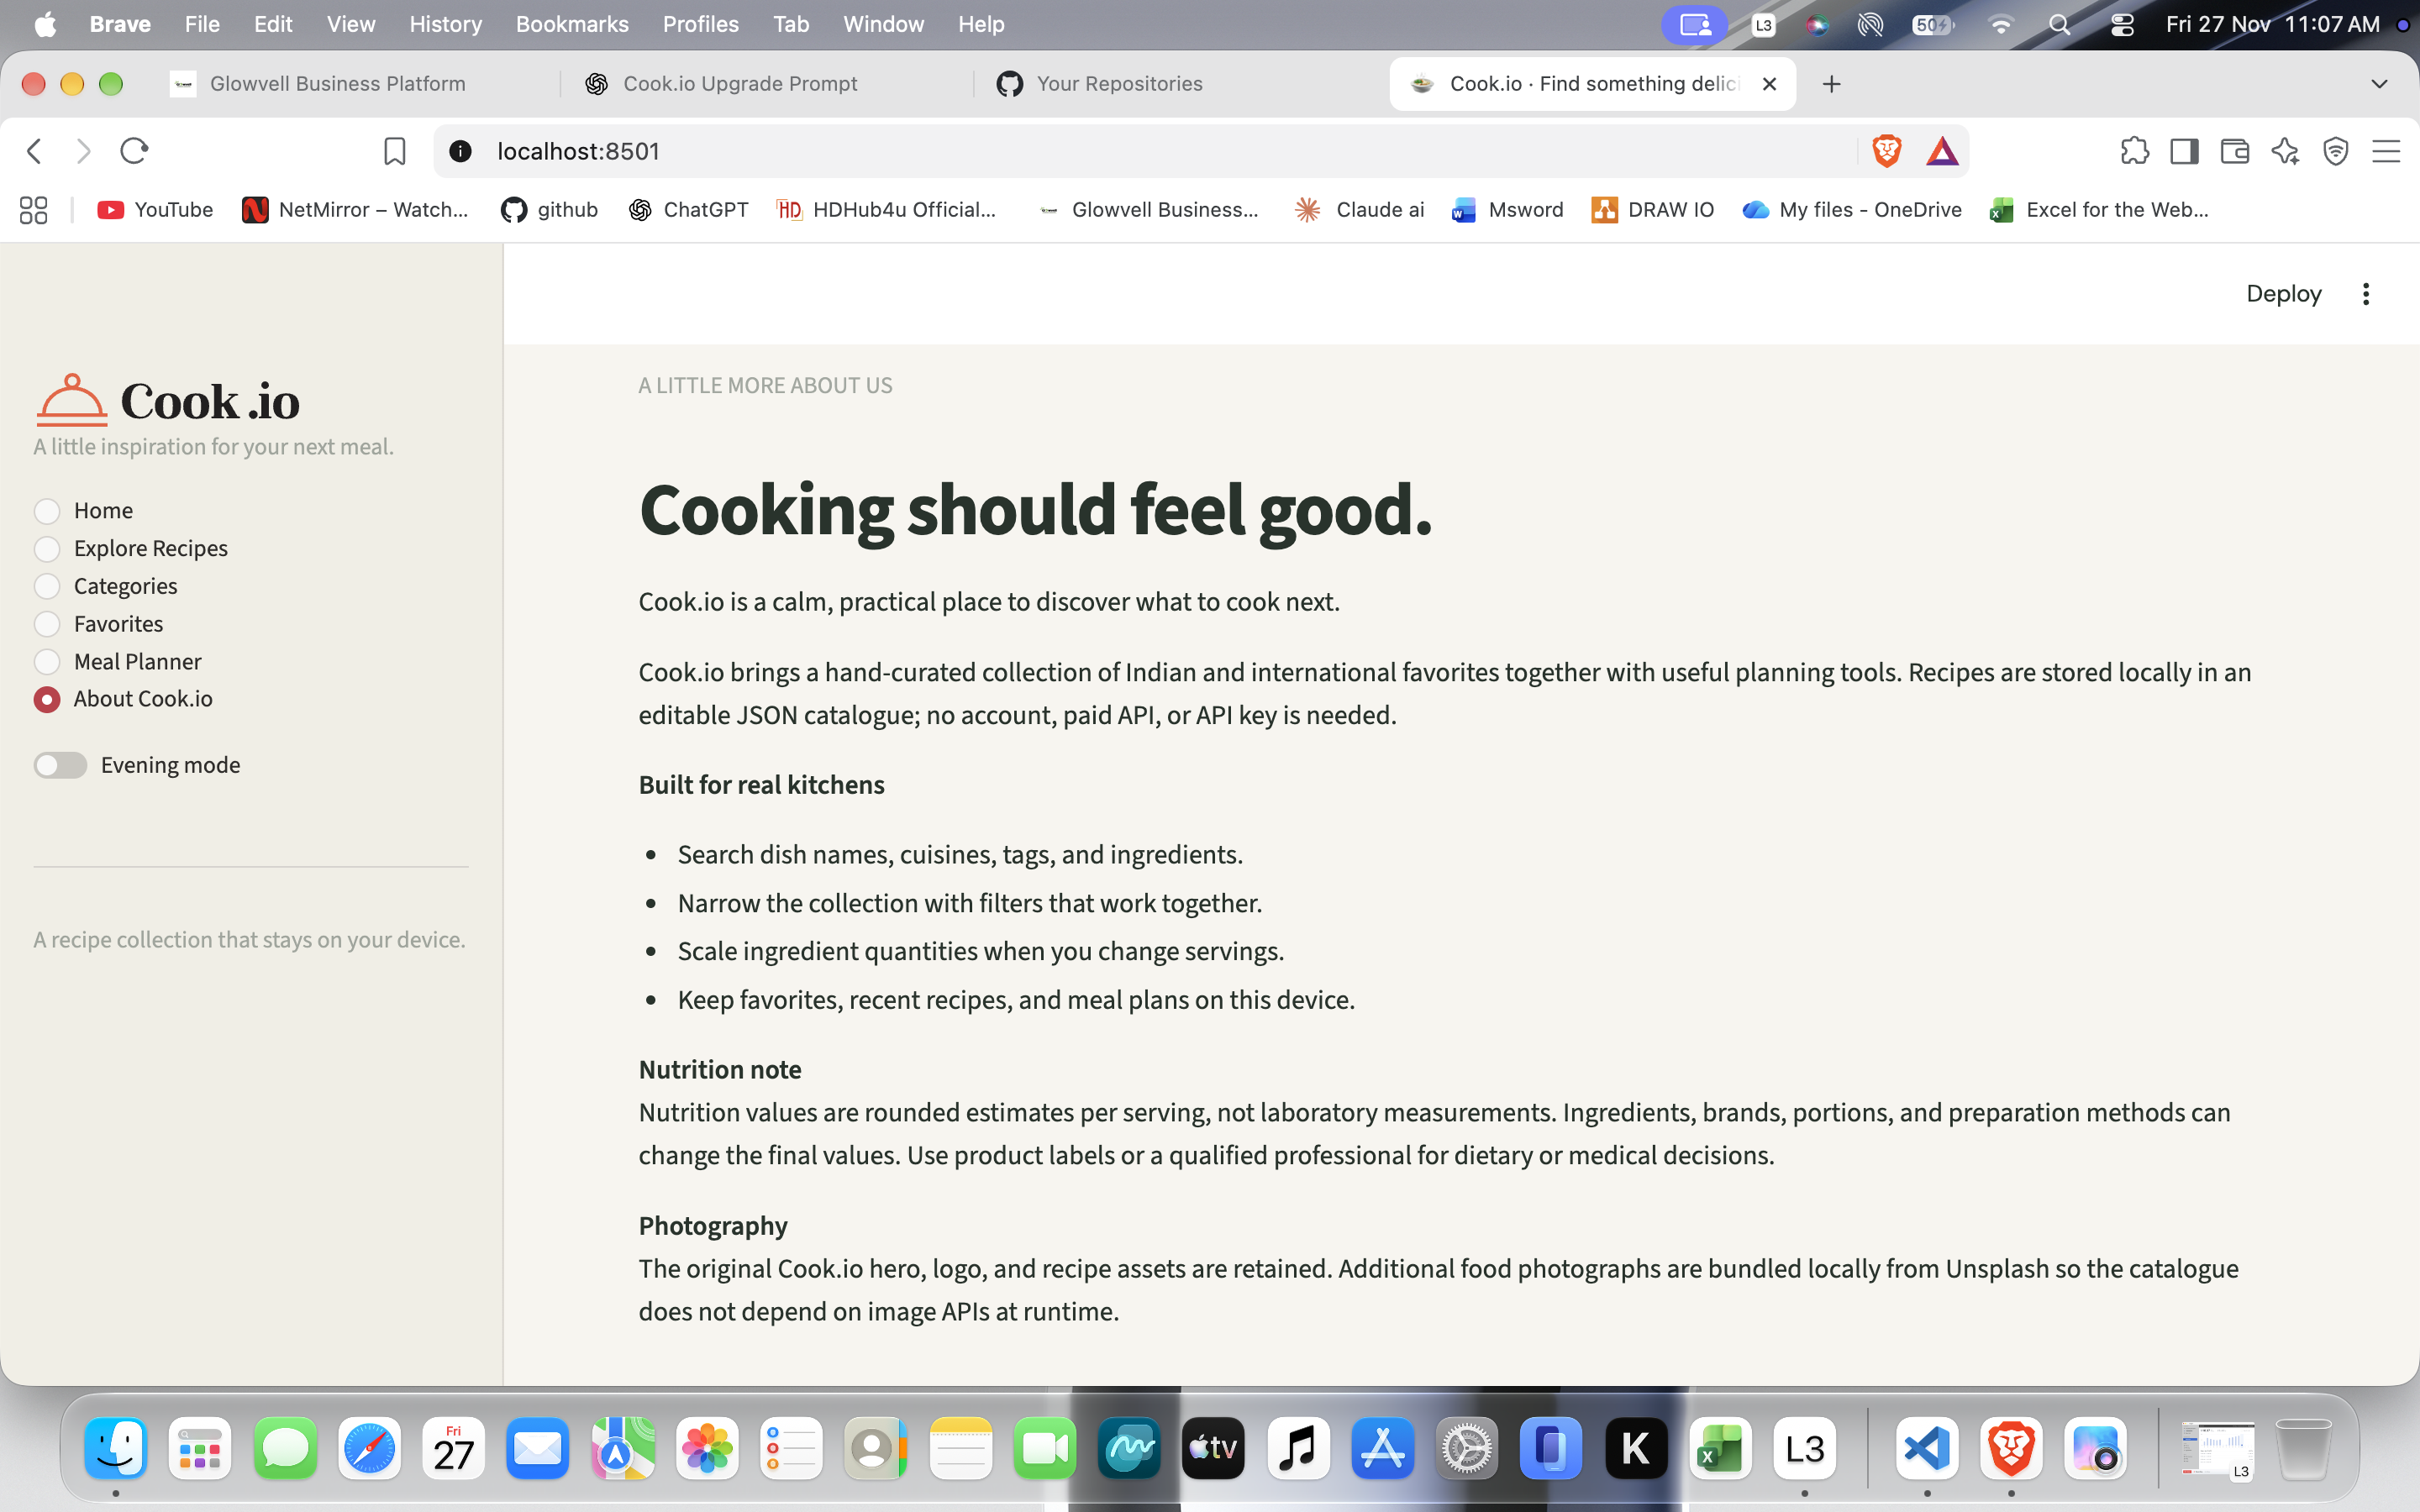 Brave File Edit View History Bookmarks Profiles Tab Window Help
L3
50
Fri 27 Nov 11:07 AM
Glowvell Business Platform
Cook.io Upgrade Prompt
Your Repositories
Cook.io · Find something delici
localhost:8501
YouTube
NetMirror – Watch...
github
ChatGPT
HD HDHub4u Official...
Glowvell Business...
Claude ai
Msword
DRAW IO
My files - OneDrive
Excel for the Web...
Deploy
Cook.io
A little inspiration for your next meal.
Home
Explore Recipes
Categories
Favorites
Meal Planner
About Cook.io
Evening mode
A recipe collection that stays on your device.
A LITTLE MORE ABOUT US
Cooking should feel good.
Cook.io is a calm, practical place to discover what to cook next.
Cook.io brings a hand-curated collection of Indian and international favorites together with useful planning tools. Recipes are stored locally in an
editable JSON catalogue; no account, paid API, or API key is needed.
Built for real kitchens
• Search dish names, cuisines, tags, and ingredients.
• Narrow the collection with filters that work together.
• Scale ingredient quantities when you change servings.
• Keep favorites, recent recipes, and meal plans on this device.
Nutrition note
Nutrition values are rounded estimates per serving, not laboratory measurements. Ingredients, brands, portions, and preparation methods can
change the final values. Use product labels or a qualified professional for dietary or medical decisions.
Photography
The original Cook.io hero, logo, and recipe assets are retained. Additional food photographs are bundled locally from Unsplash so the catalogue
does not depend on image APIs at runtime.
Fri
27
tv
K
L3
L3